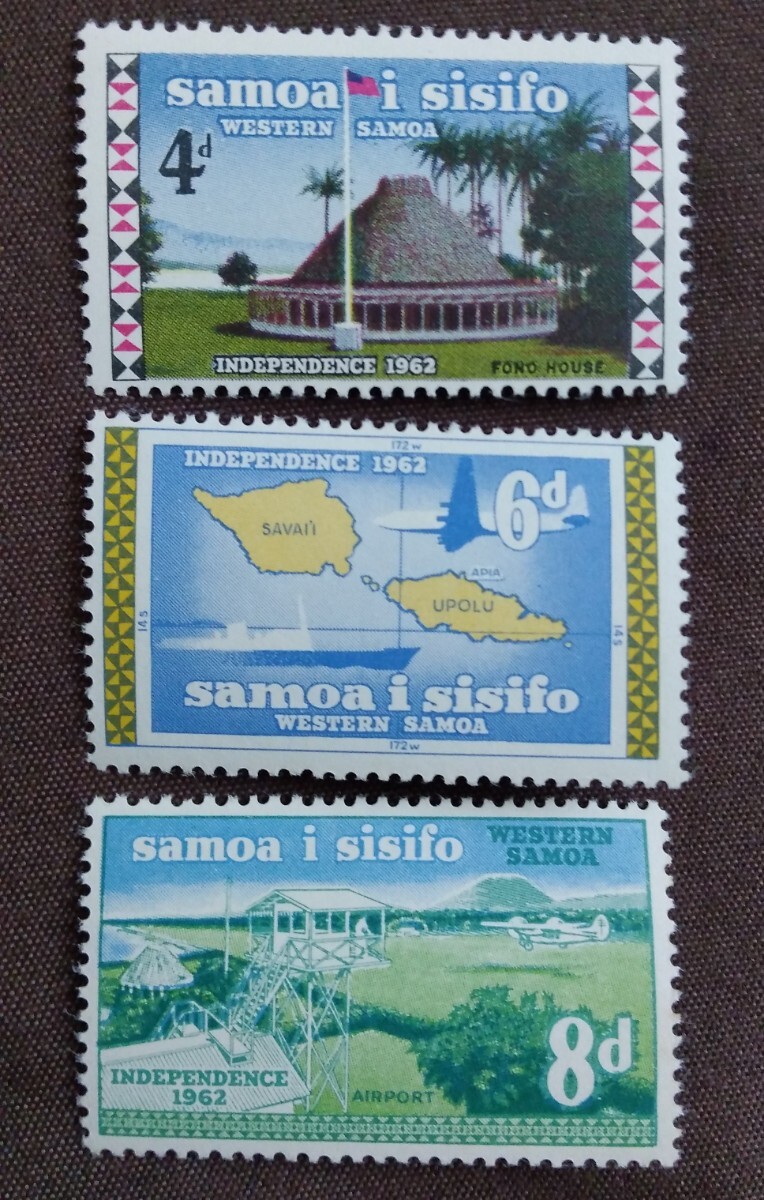 samoa i sisifo
WESTERN SAMOA
4d
INDEPENDENCE 1962
FONO HOUSE
172 W
INDEPENDENCE 1962
6d
SAVAI'I
APIA
UPOLU
14 S
14 S
samoa i sisifo
WESTERN SAMOA
172 W
samoa i sisifo
WESTERN
SAMOA
INDEPENDENCE
1962
AIRPORT
8d